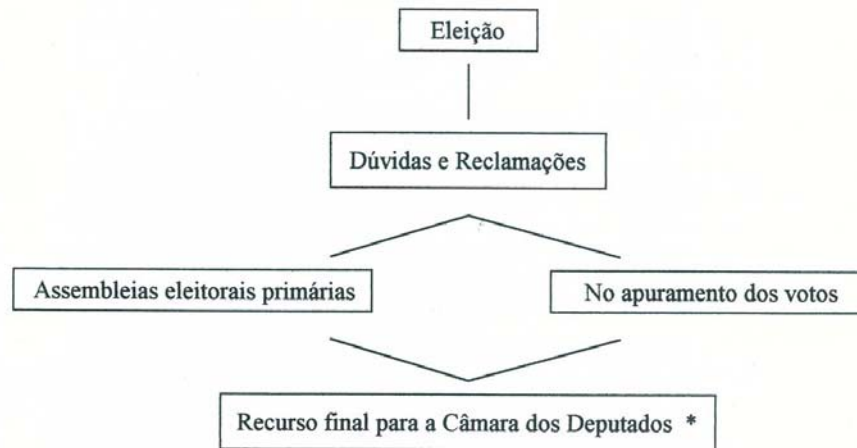 Eleição
Dúvidas e Reclamações
Assembleias eleitorais primárias
No apuramento dos votos
Recurso final para a Câmara dos Deputados *